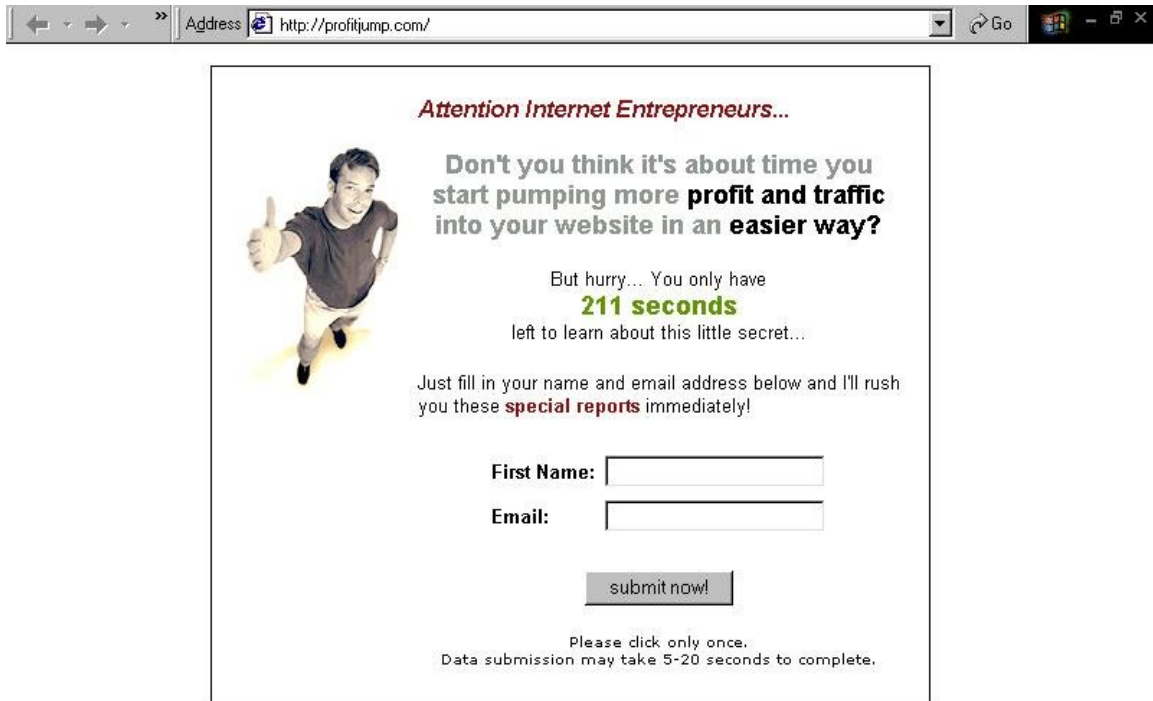 » Address http://profitjump.com/ Go
Attention Internet Entrepreneurs...
Don't you think it's about time you
start pumping more profit and traffic
into your website in an easier way?
But hurry... You only have
211 seconds
left to learn about this little secret...
Just fill in your name and email address below and I'll rush
you these special reports immediately!
First Name:
Email:
submit now!
Please click only once.
Data submission may take 5-20 seconds to complete.